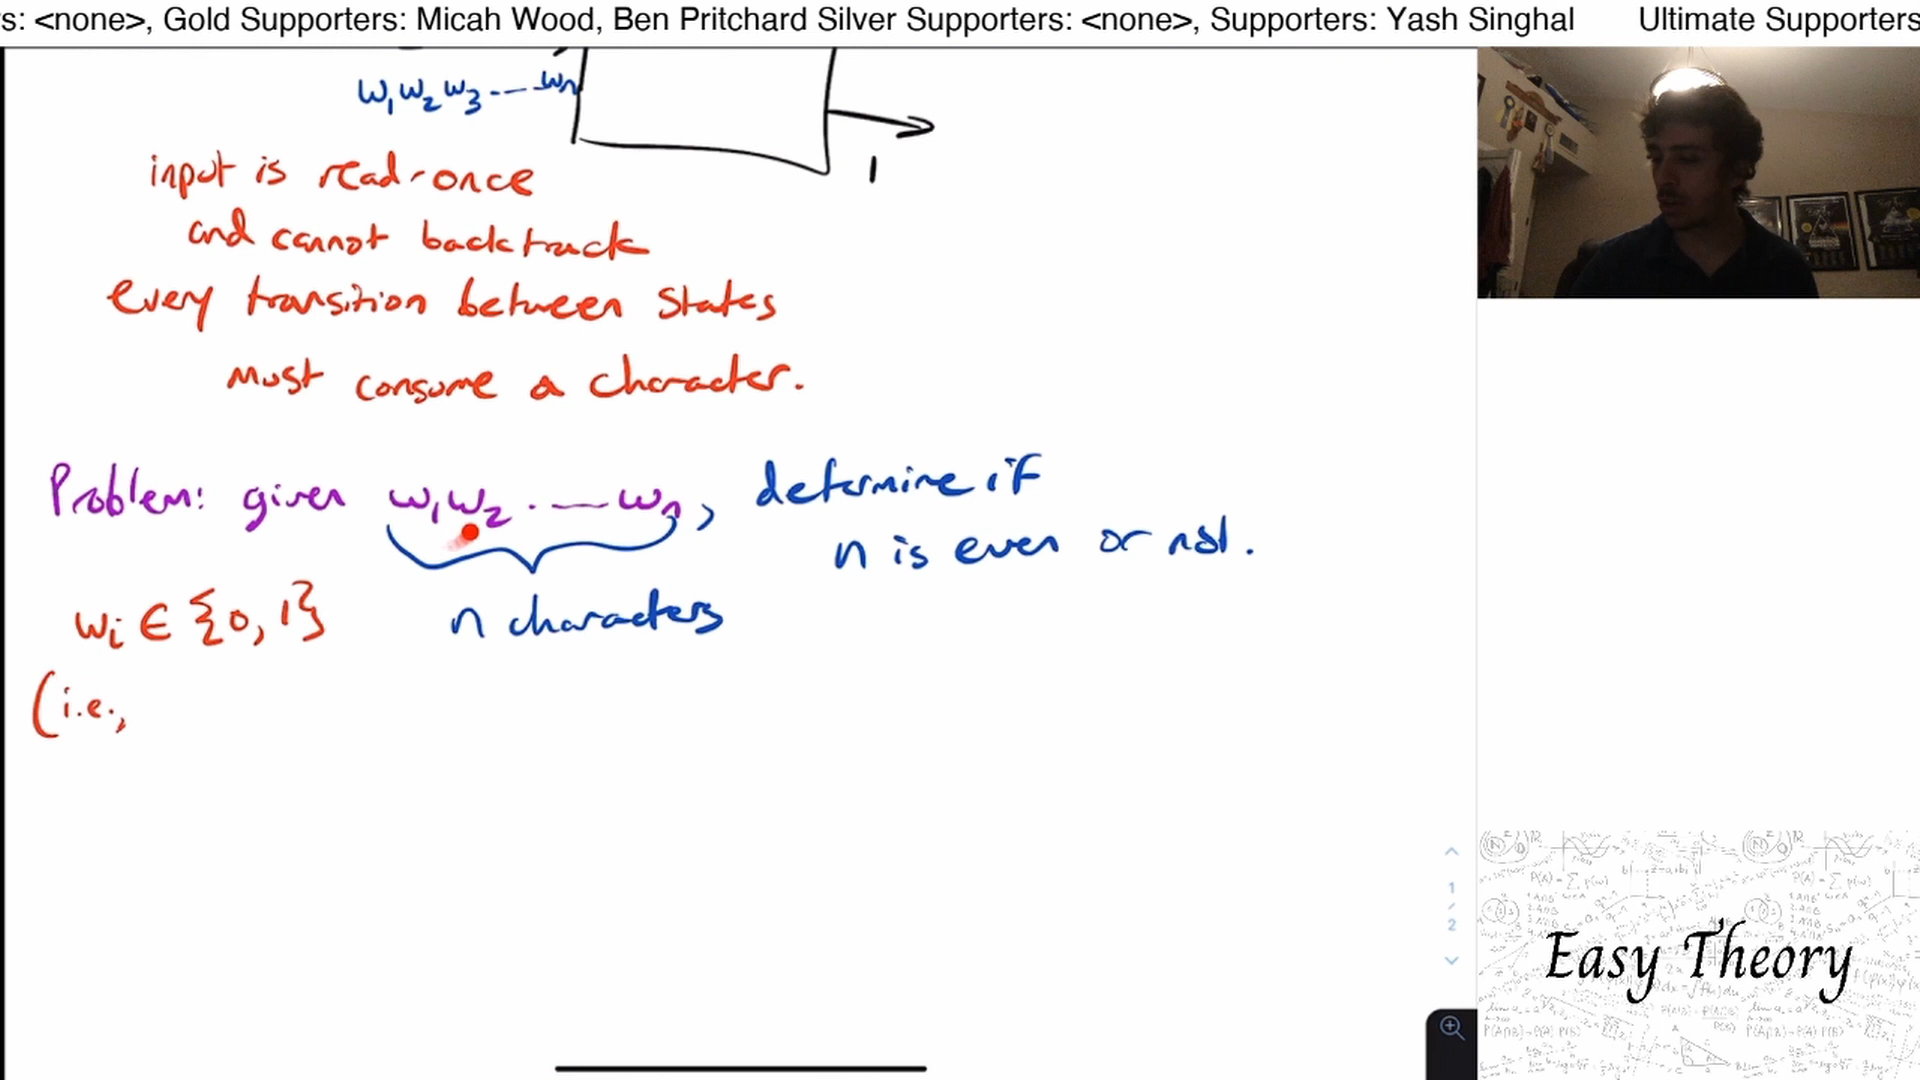 s: <none>, Gold Supporters: Micah Wood, Ben Pritchard Silver Supporters: <none>, Supporters: Yash Singhal Ultimate Supporters
w₁w₂w₃...wₙ
1
input is read-once
and cannot backtrack
every transition between states
must consume a character.
Problem: given w₁w₂...wₙ, determine if
n is even or not.
wᵢ ∈ {0, 1} n characters
(i.e.,
1
2
Easy Theory